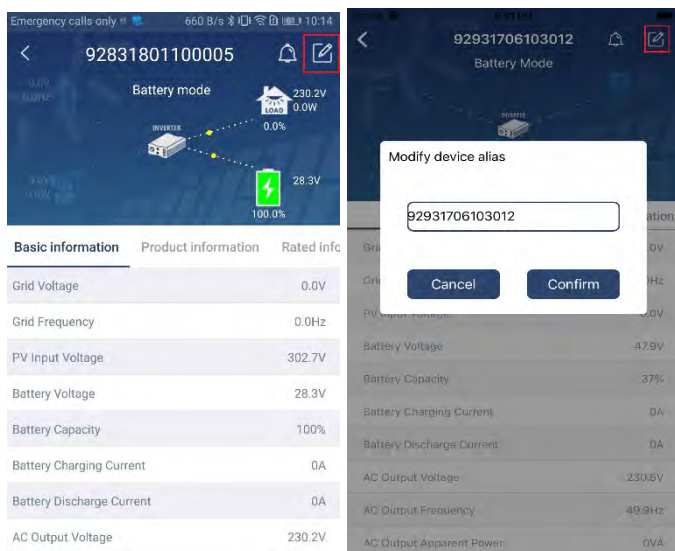 Emergency calls only
660 B/s
10:14
92831801100005
Battery mode
230.2V
LOAD
0.0W
INVERTER
0.0%
28.3V
100.0%
Basic information Product information Rated info
Grid Voltage 0.0V
Grid Frequency 0.0Hz
PV Input Voltage 302.7V
Battery Voltage 28.3V
Battery Capacity 100%
Battery Charging Current 0A
Battery Discharge Current 0A
AC Output Voltage 230.2V
92931706103012
Battery Mode
INVERTER
Modify device alias
92931706103012
Cancel Confirm
Battery Voltage 47.9V
Battery Capacity 37%
Battery Charging Current 0A
Battery Discharge Current 0A
AC Output Voltage 230.5V
AC Output Frequency 49.9Hz
AC Output Apparent Power 0VA